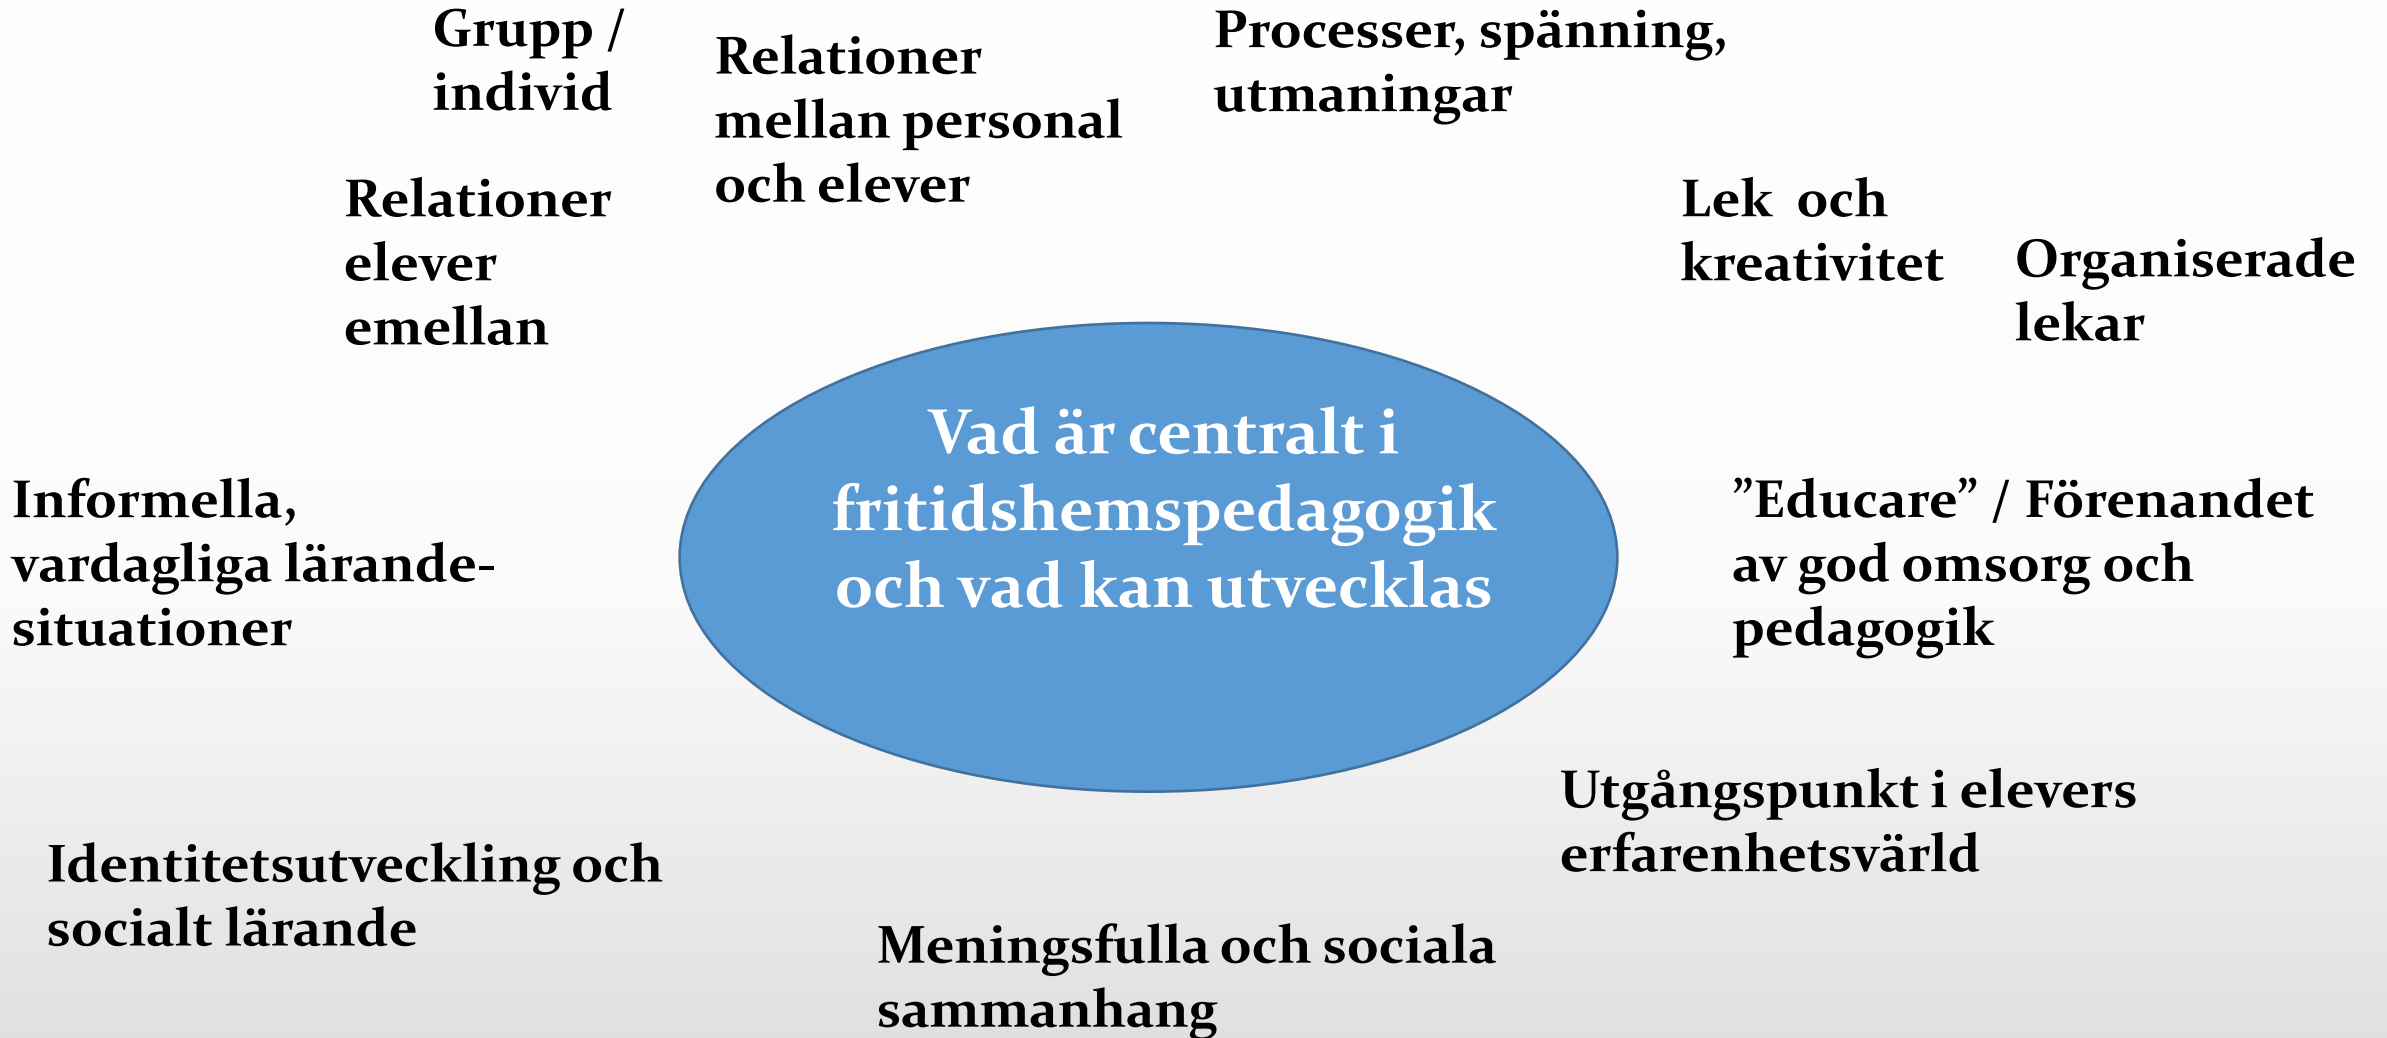 Grupp /
individ
Relationer
mellan personal
och elever
Processer, spänning,
utmaningar
Relationer
elever
emellan
Lek  och
kreativitet
Organiserade
lekar
Vad är centralt i
fritidshemspedagogik
och vad kan utvecklas
Informella,
vardagliga lärande-
situationer
”Educare” / Förenandet
av god omsorg och
pedagogik
Utgångspunkt i elevers
erfarenhetsvärld
Identitetsutveckling och
socialt lärande
Meningsfulla och sociala
sammanhang